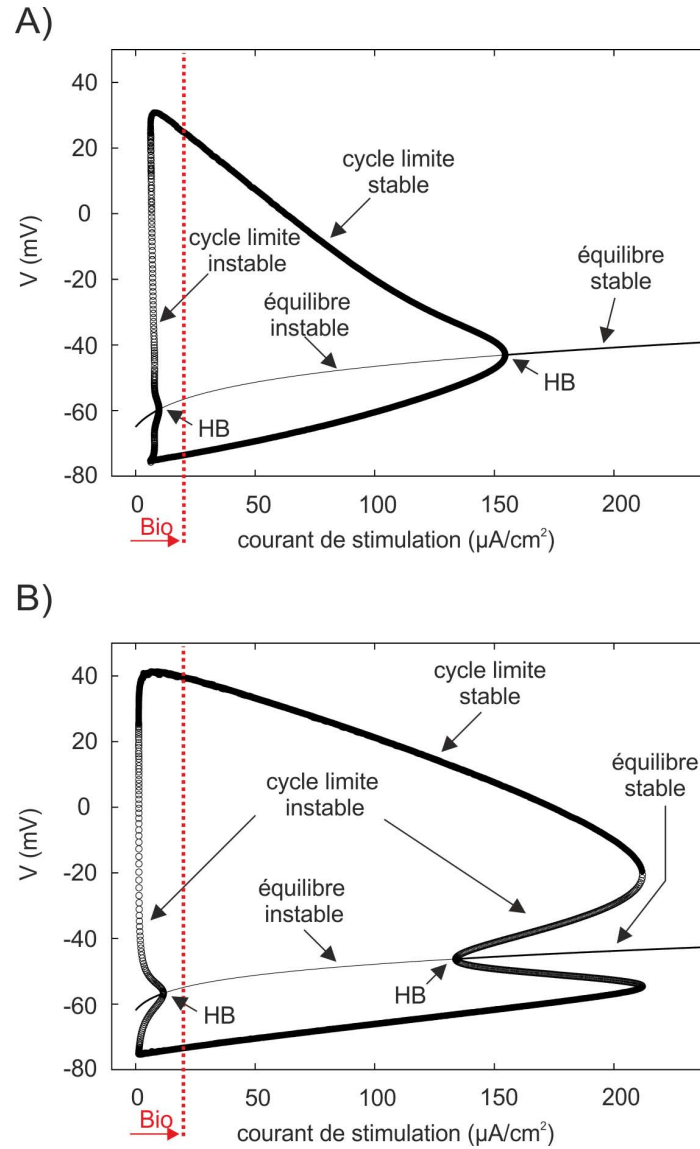 A)
40
20
0
-20
-40
-60
-80
V (mV)
cycle limite
stable
cycle limite
instable
équilibre
instable
équilibre
stable
HB
HB
0 50 100 150 200
Bio
courant de stimulation (µA/cm²)
B)
40
20
0
-20
-40
-60
-80
V (mV)
cycle limite
stable
cycle limite
instable
équilibre
stable
équilibre
instable
HB
HB
0 50 100 150 200
Bio
courant de stimulation (µA/cm²)